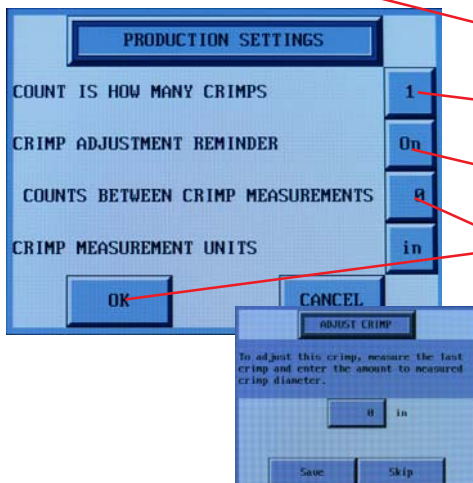 PRODUCTION SETTINGS
COUNT IS HOW MANY CRIMPS 1
CRIMP ADJUSTMENT REMINDER On
COUNTS BETWEEN CRIMP MEASUREMENTS 0
CRIMP MEASUREMENT UNITS in
OK CANCEL
ADJUST CRIMP
To adjust this crimp, measure the last
crimp and enter the amount to measured
crimp diameter.
0 in
Save Skip